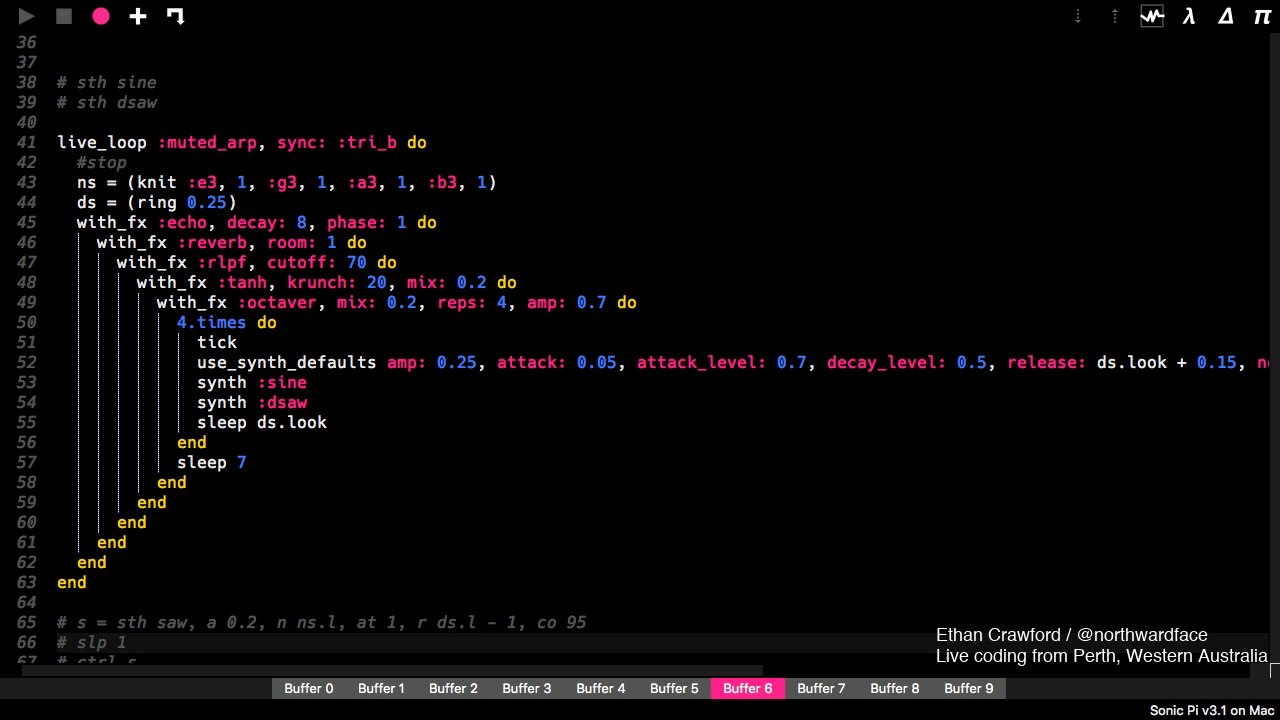 λ Δ π
36
37
38 # sth sine
39 # sth dsaw
40
41 live_loop :muted_arp, sync: :tri_b do
42 #stop
43 ns = (knit :e3, 1, :g3, 1, :a3, 1, :b3, 1)
44 ds = (ring 0.25)
45 with_fx :echo, decay: 8, phase: 1 do
46 with_fx :reverb, room: 1 do
47 with_fx :rlpf, cutoff: 70 do
48 with_fx :tanh, krunch: 20, mix: 0.2 do
49 with_fx :octaver, mix: 0.2, reps: 4, amp: 0.7 do
50 4.times do
51 tick
52 use_synth_defaults amp: 0.25, attack: 0.05, attack_level: 0.7, decay_level: 0.5, release: ds.look + 0.15,
53 synth :sine
54 synth :dsaw
55 sleep ds.look
56 end
57 sleep 7
58 end
59 end
60 end
61 end
62 end
63 end
64
65 # s = sth saw, a 0.2, n ns.l, at 1, r ds.l - 1, co 95
66 # slp 1
67 # ctrl s
Ethan Crawford / @northwardface
Live coding from Perth, Western Australia
Buffer 0 Buffer 1 Buffer 2 Buffer 3 Buffer 4 Buffer 5 Buffer 6 Buffer 7 Buffer 8 Buffer 9
Sonic Pi v3.1 on Mac